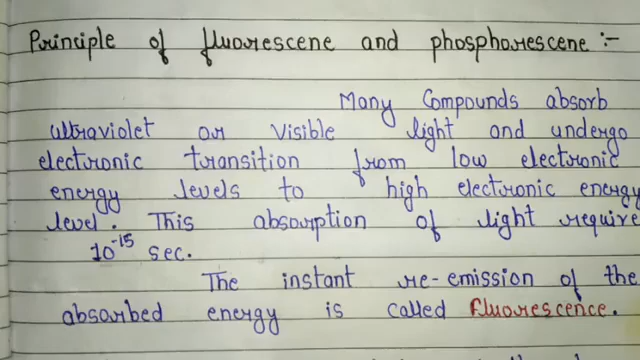 Principle of fluorescene and phosphorescene :-
Many Compounds absorb
ultraviolet or visible light and undergo
electronic transition from low electronic
energy levels to high electronic energy
level. This absorption of light require
10⁻¹⁵ sec.
The instant re-emission of the
absorbed energy is called fluorescence.